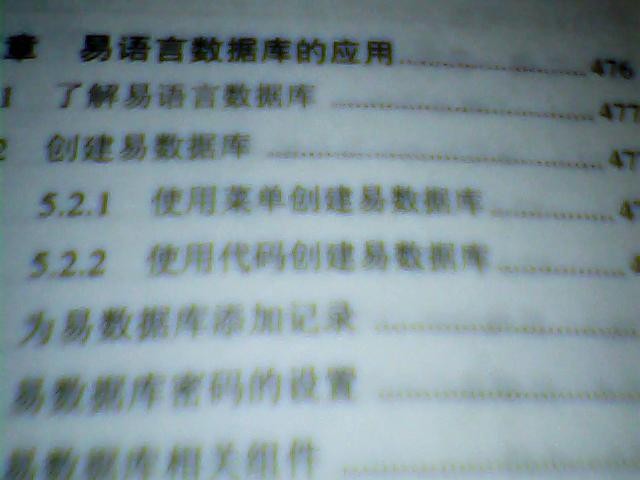 章 易语言数据库的应用 476
1 了解易语言数据库 477
2 创建易数据库 47
5.2.1 使用菜单创建易数据库 47
5.2.2 使用代码创建易数据库
为易数据库添加记录
易数据库密码的设置
易数据库相关组件